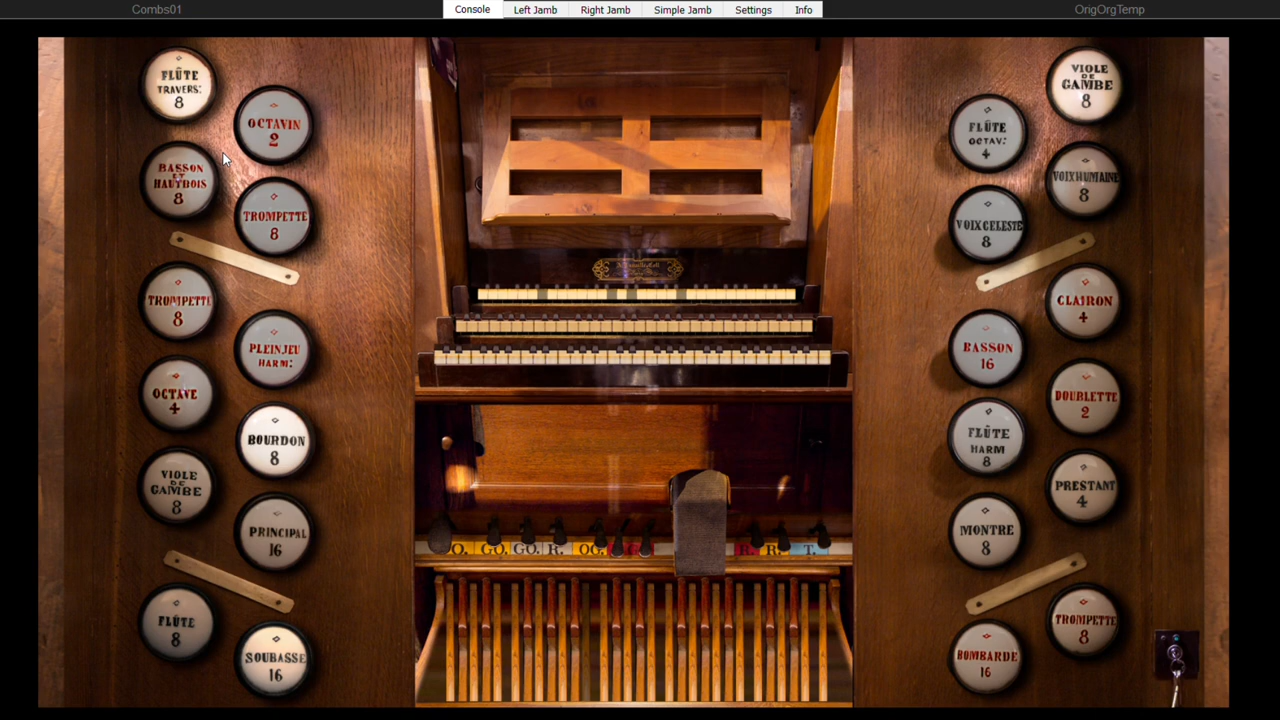 Combs01
Console
Left Jamb
Right Jamb
Simple Jamb
Settings
Info
OrigOrgTemp
FLÛTE
TRAVERS:
8
OCTAVIN
2
BASSON
ET
HAUTBOIS
8
TROMPETTE
8
TROMPETTE
8
PLEIN JEU
HARM:
OCTAVE
4
BOURDON
8
VIOLE
DE
GAMBE
8
PRINCIPAL
16
FLÛTE
8
SOUBASSE
16
GO.
GO.
R.
R.
T.
VIOLE
DE
GAMBE
8
FLÛTE
OCTAV:
4
VOIX HUMAINE
8
VOIX CELESTE
8
CLAIRON
4
BASSON
16
DOUBLETTE
2
FLÛTE
HARM
8
PRESTANT
4
MONTRE
8
TROMPETTE
8
BOMBARDE
16